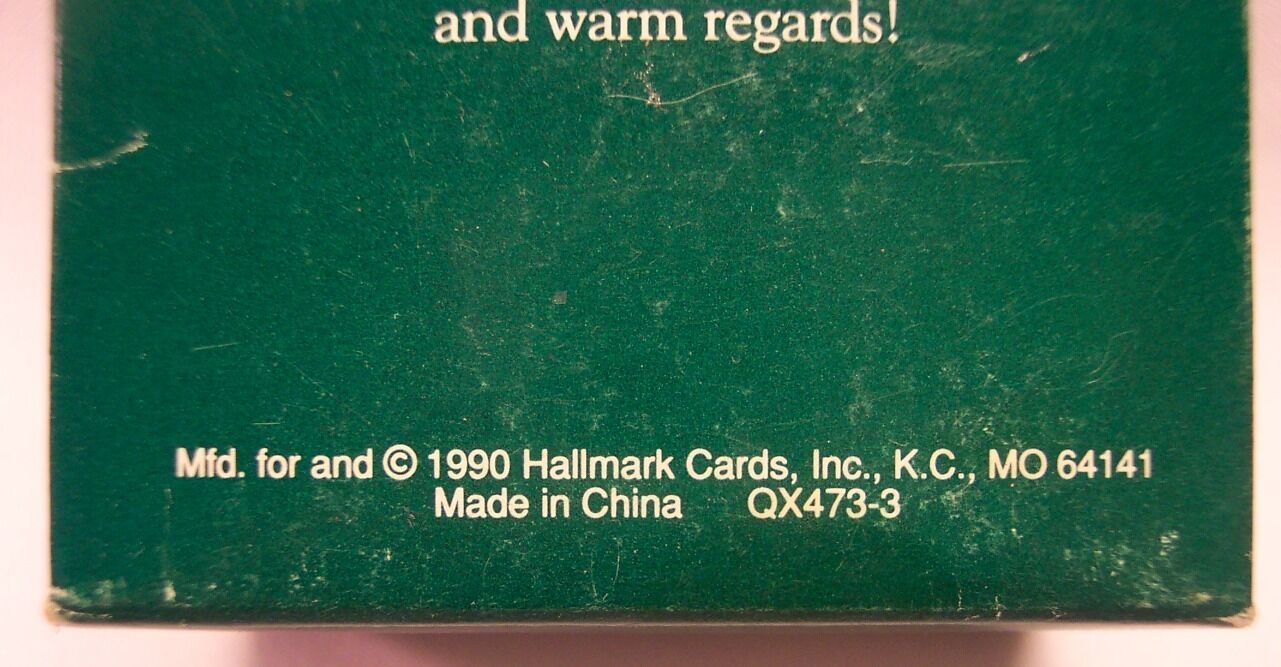 and warm regards!
Mfd. for and © 1990 Hallmark Cards, Inc., K.C., MO 64141
Made in China QX473-3